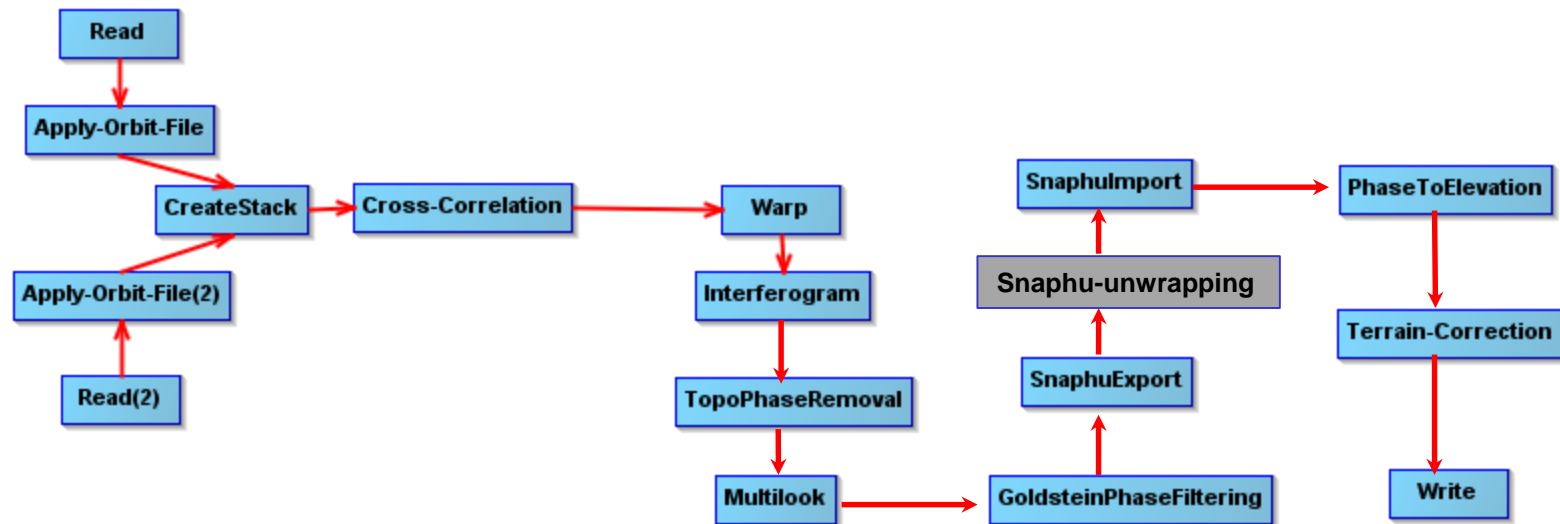 Read
Apply-Orbit-File
CreateStack
Apply-Orbit-File(2)
Read(2)
Cross-Correlation
Warp
Interferogram
TopoPhaseRemoval
Multilook
GoldsteinPhaseFiltering
SnaphuExport
Snaphu-unwrapping
SnaphuImport
PhaseToElevation
Terrain-Correction
Write